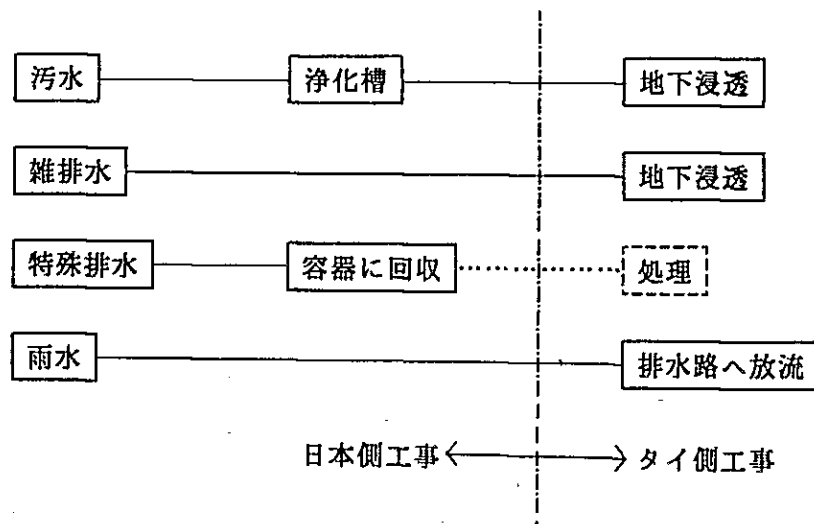 汚水 浄化槽 地下浸透
雑排水 地下浸透
特殊排水 容器に回収 処理
雨水 排水路へ放流
日本側工事 タイ側工事